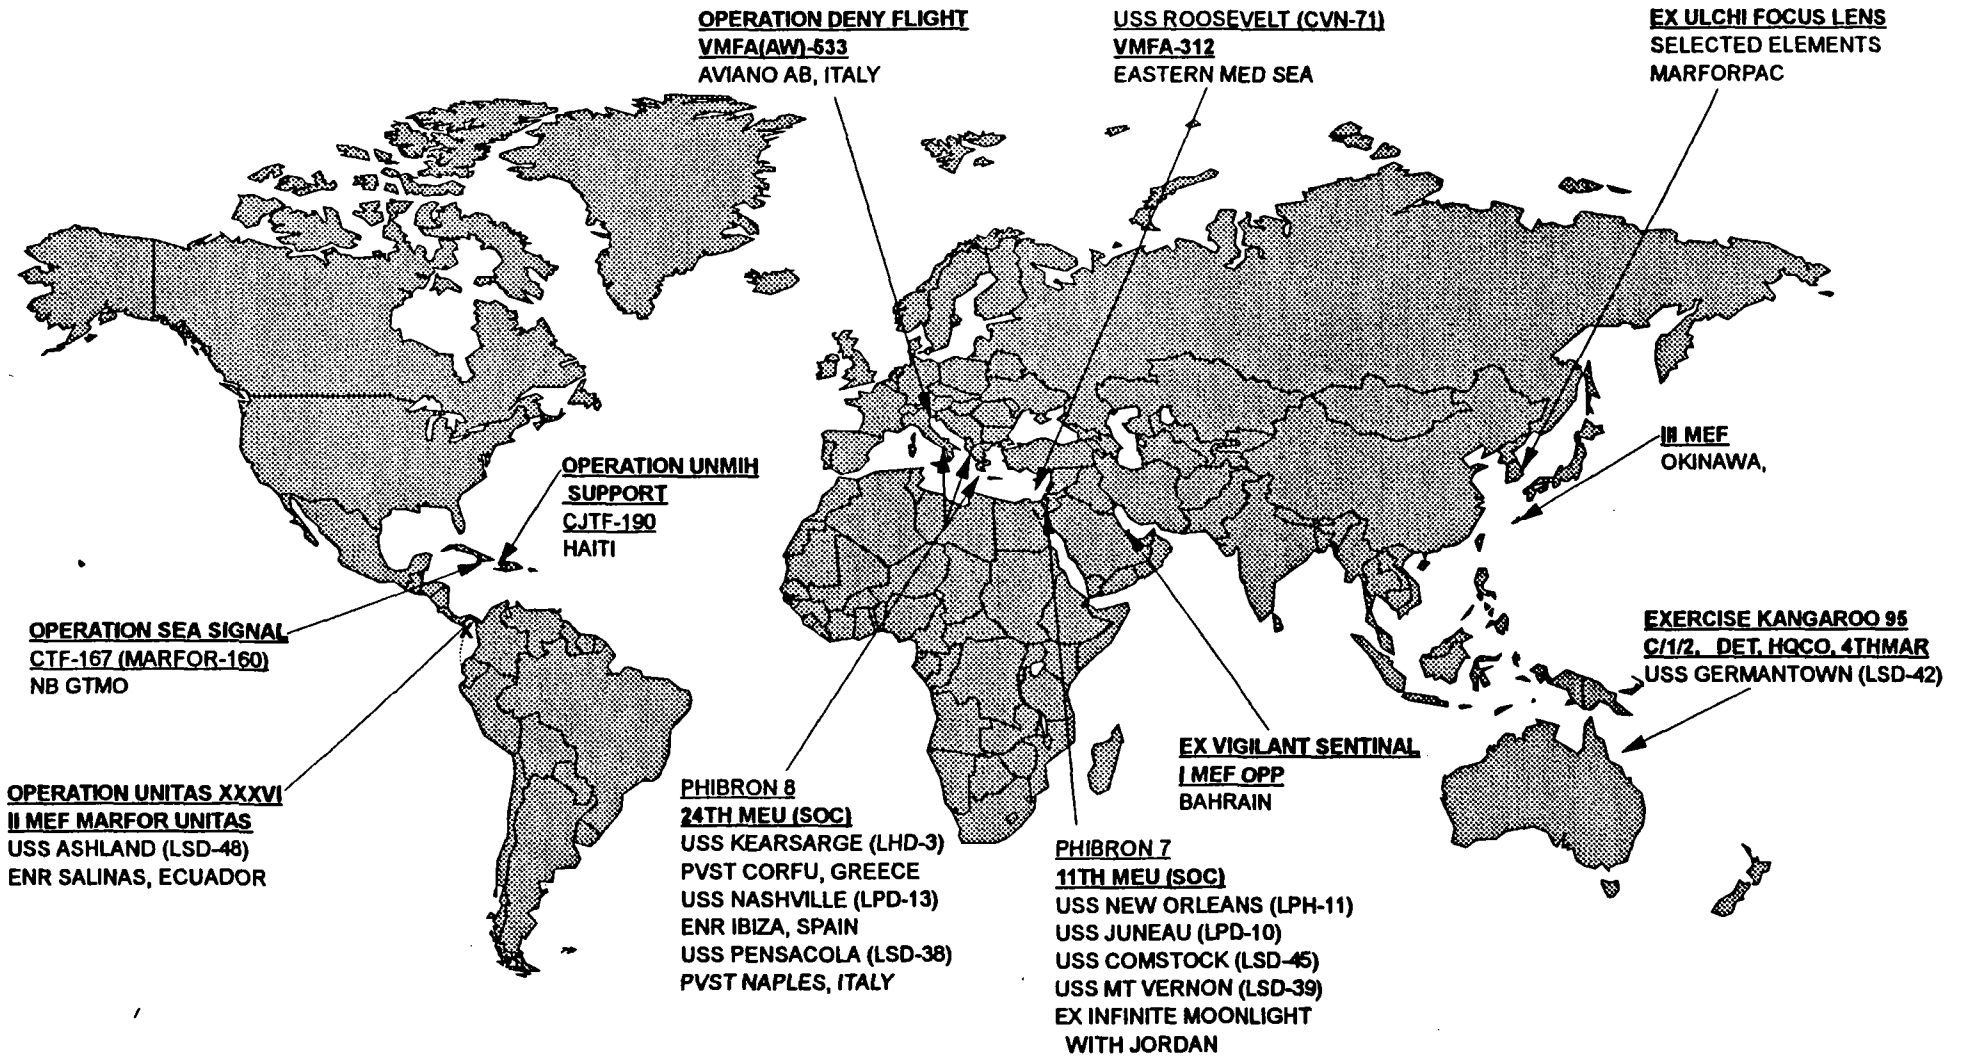 OPERATION DENY FLIGHT
VMFA(AW)-533
AVIANO AB, ITALY
USS ROOSEVELT (CVN-71)
VMFA-312
EASTERN MED SEA
EX ULCHI FOCUS LENS
SELECTED ELEMENTS
MARFORPAC
III MEF
OKINAWA,
OPERATION UNMIH
SUPPORT
CJTF-190
HAITI
OPERATION SEA SIGNAL
CTF-167 (MARFOR-160)
NB GTMO
EXERCISE KANGAROO 95
C/1/2, DET, HQCO, 4THMAR
USS GERMANTOWN (LSD-42)
OPERATION UNITAS XXXVI
II MEF MARFOR UNITAS
USS ASHLAND (LSD-48)
ENR SALINAS, ECUADOR
PHIBRON 8
24TH MEU (SOC)
USS KEARSARGE (LHD-3)
PVST CORFU, GREECE
USS NASHVILLE (LPD-13)
ENR IBIZA, SPAIN
USS PENSACOLA (LSD-38)
PVST NAPLES, ITALY
EX VIGILANT SENTINAL
I MEF OPP
BAHRAIN
PHIBRON 7
11TH MEU (SOC)
USS NEW ORLEANS (LPH-11)
USS JUNEAU (LPD-10)
USS COMSTOCK (LSD-45)
USS MT VERNON (LSD-39)
EX INFINITE MOONLIGHT
WITH JORDAN